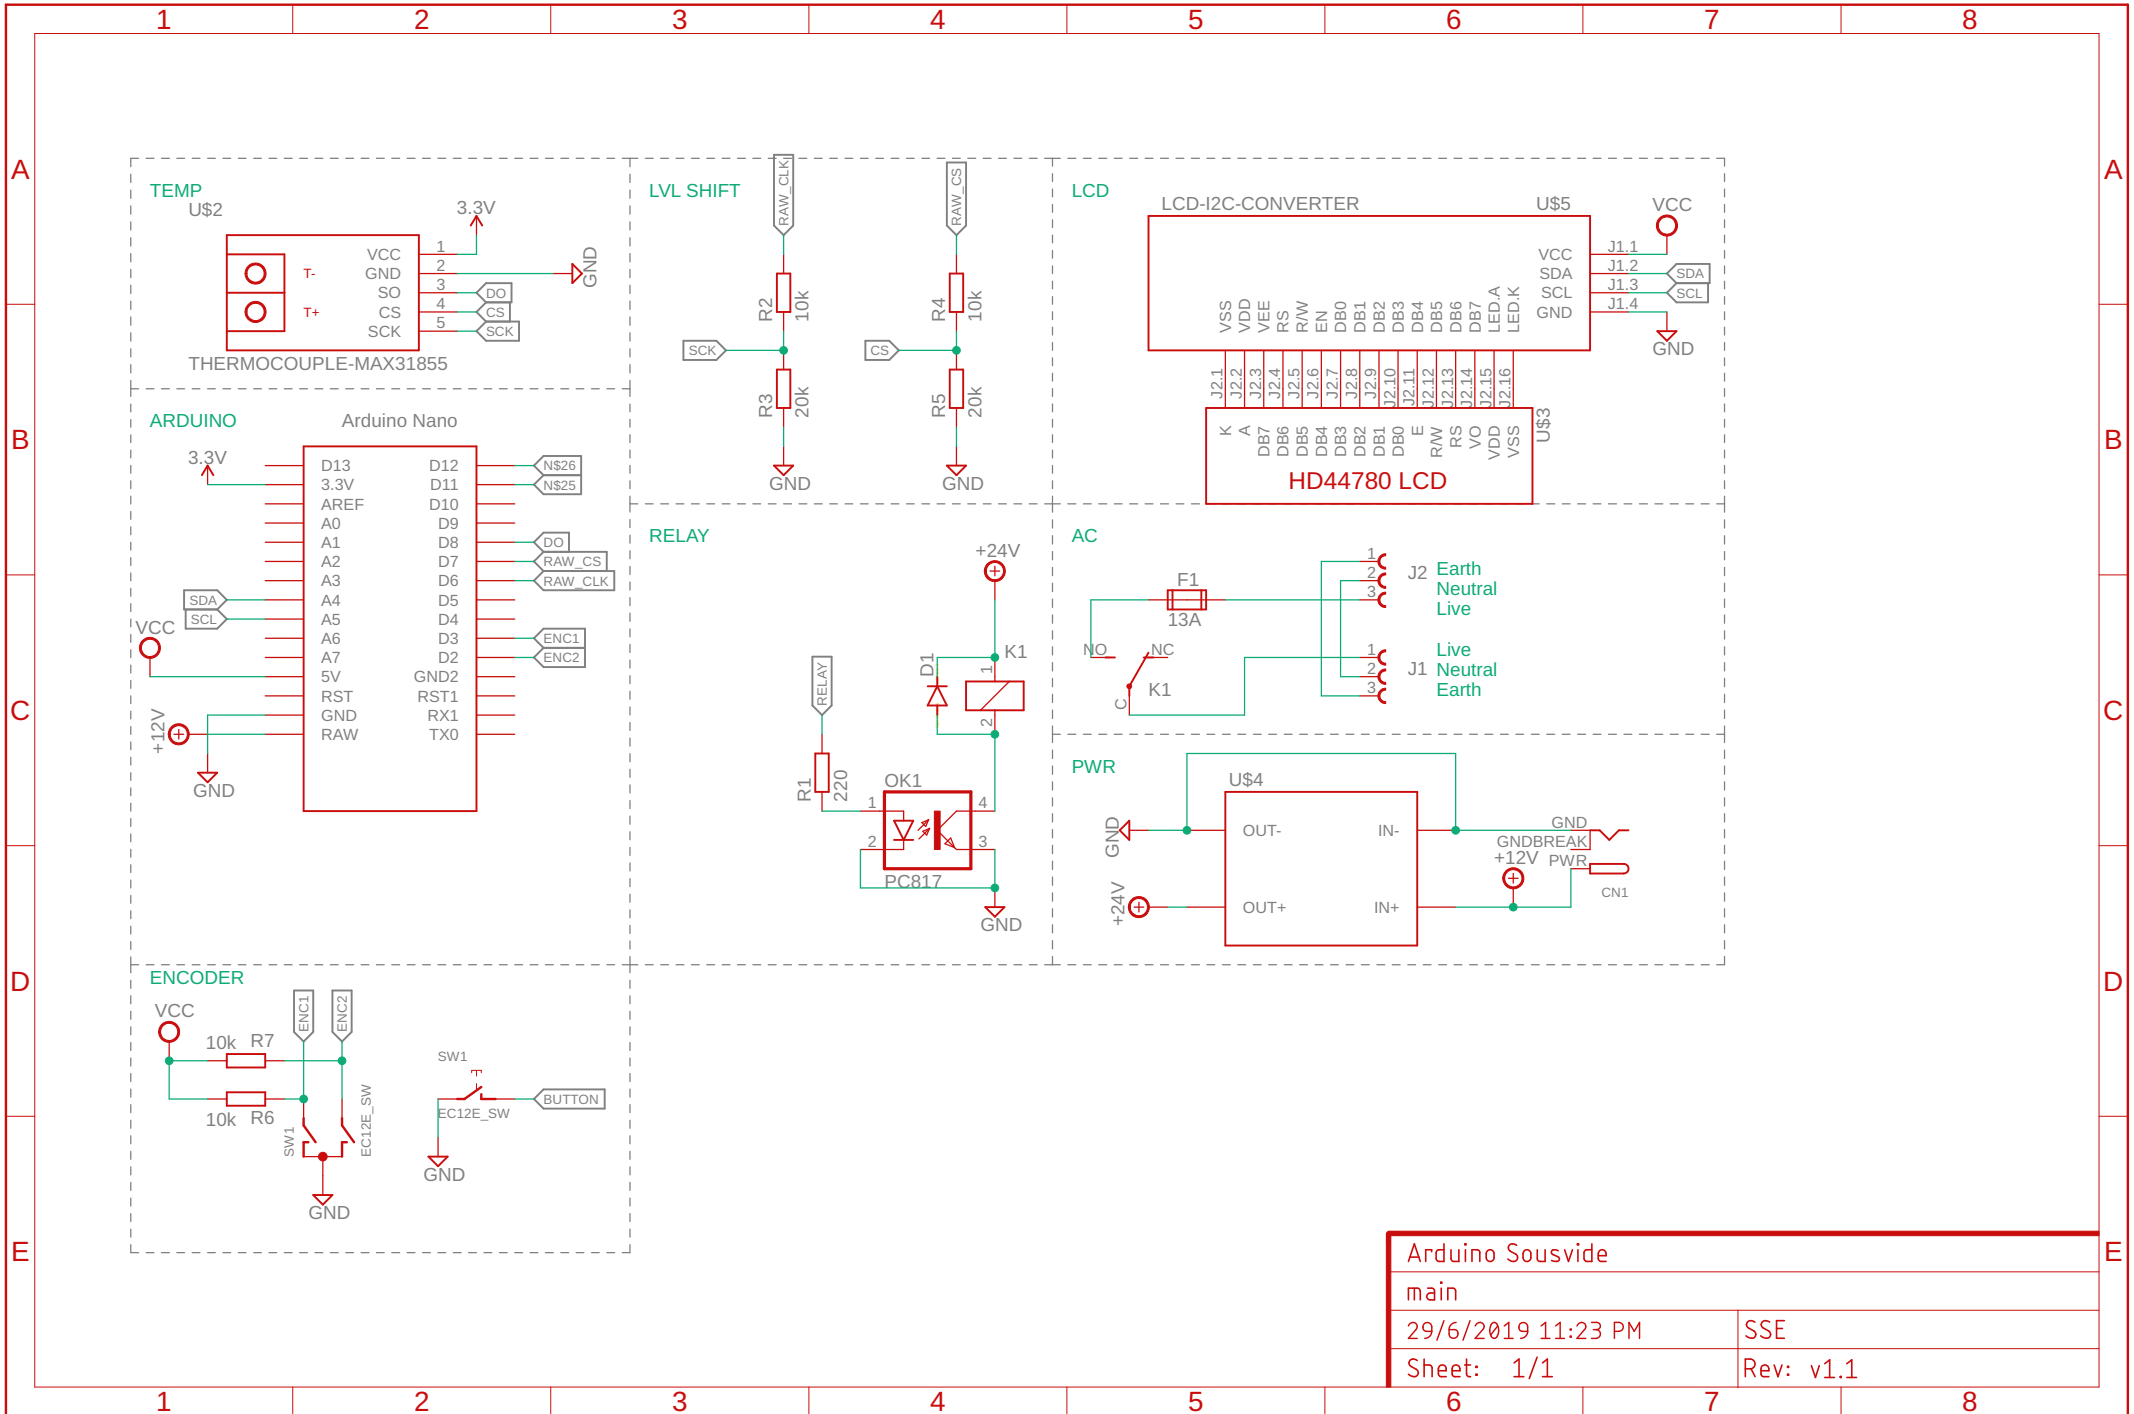 1 2 3 4 5 6 7 8
A
B
C
D
E
TEMP
U$2
3.3V
VCC 1
GND 2
SO 3
CS 4
SCK 5
T-
T+
GND
DO
CS
SCK
THERMOCOUPLE-MAX31855
ARDUINO
Arduino Nano
3.3V
D13 D12 N$26
3.3V D11 N$25
AREF D10
A0 D9
A1 D8 DO
A2 D7 RAW_CS
A3 D6 RAW_CLK
SDA A4 D5
SCL A5 D4
A6 D3 ENC1
A7 D2 ENC2
VCC
5V GND2
RST RST1
GND RX1
RAW TX0
+12V
GND
ENCODER
VCC
ENC1
ENC2
10k R7
10k R6
SW1
EC12E_SW
GND
SW1
EC12E_SW
BUTTON
GND
LVL SHIFT
RAW_CLK
RAW_CS
R2
10k
R4
10k
SCK
CS
R3
20k
R5
20k
GND
GND
RELAY
+24V
K1
D1
1
2
RELAY
R1
220
OK1
1
2
4
3
PC817
GND
LCD
LCD-I2C-CONVERTER
U$5
VCC
VCC J1.1
SDA J1.2 SDA
SCL J1.3 SCL
GND J1.4
GND
VSS VDD VEE RS R/W EN DB0 DB1 DB2 DB3 DB4 DB5 DB6 DB7 LED.A LED.K
J2.1 J2.2 J2.3 J2.4 J2.5 J2.6 J2.7 J2.8 J2.9 J2.10 J2.11 J2.12 J2.13 J2.14 J2.15 J2.16
K A DB7 DB6 DB5 DB4 DB3 DB2 DB1 DB0 E R/W RS VO VDD VSS
U$3
HD44780 LCD
AC
F1
13A
NO
NC
C
K1
1
2
3
J2
Earth
Neutral
Live
1
2
3
J1
Live
Neutral
Earth
PWR
U$4
GND
OUT-
IN-
GND
GNDBREAK
+12V
PWR
CN1
+24V
OUT+
IN+
Arduino Sousvide
main
29/6/2019 11:23 PM
SSE
Sheet: 1/1
Rev: v1.1
A
B
C
D
E
1 2 3 4 5 6 7 8